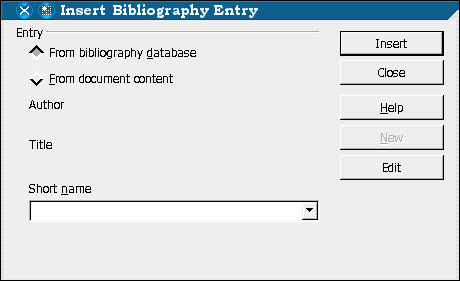 Insert Bibliography Entry
Entry
From bibliography database
From document content
Author
Title
Short name
Insert
Close
Help
New
Edit